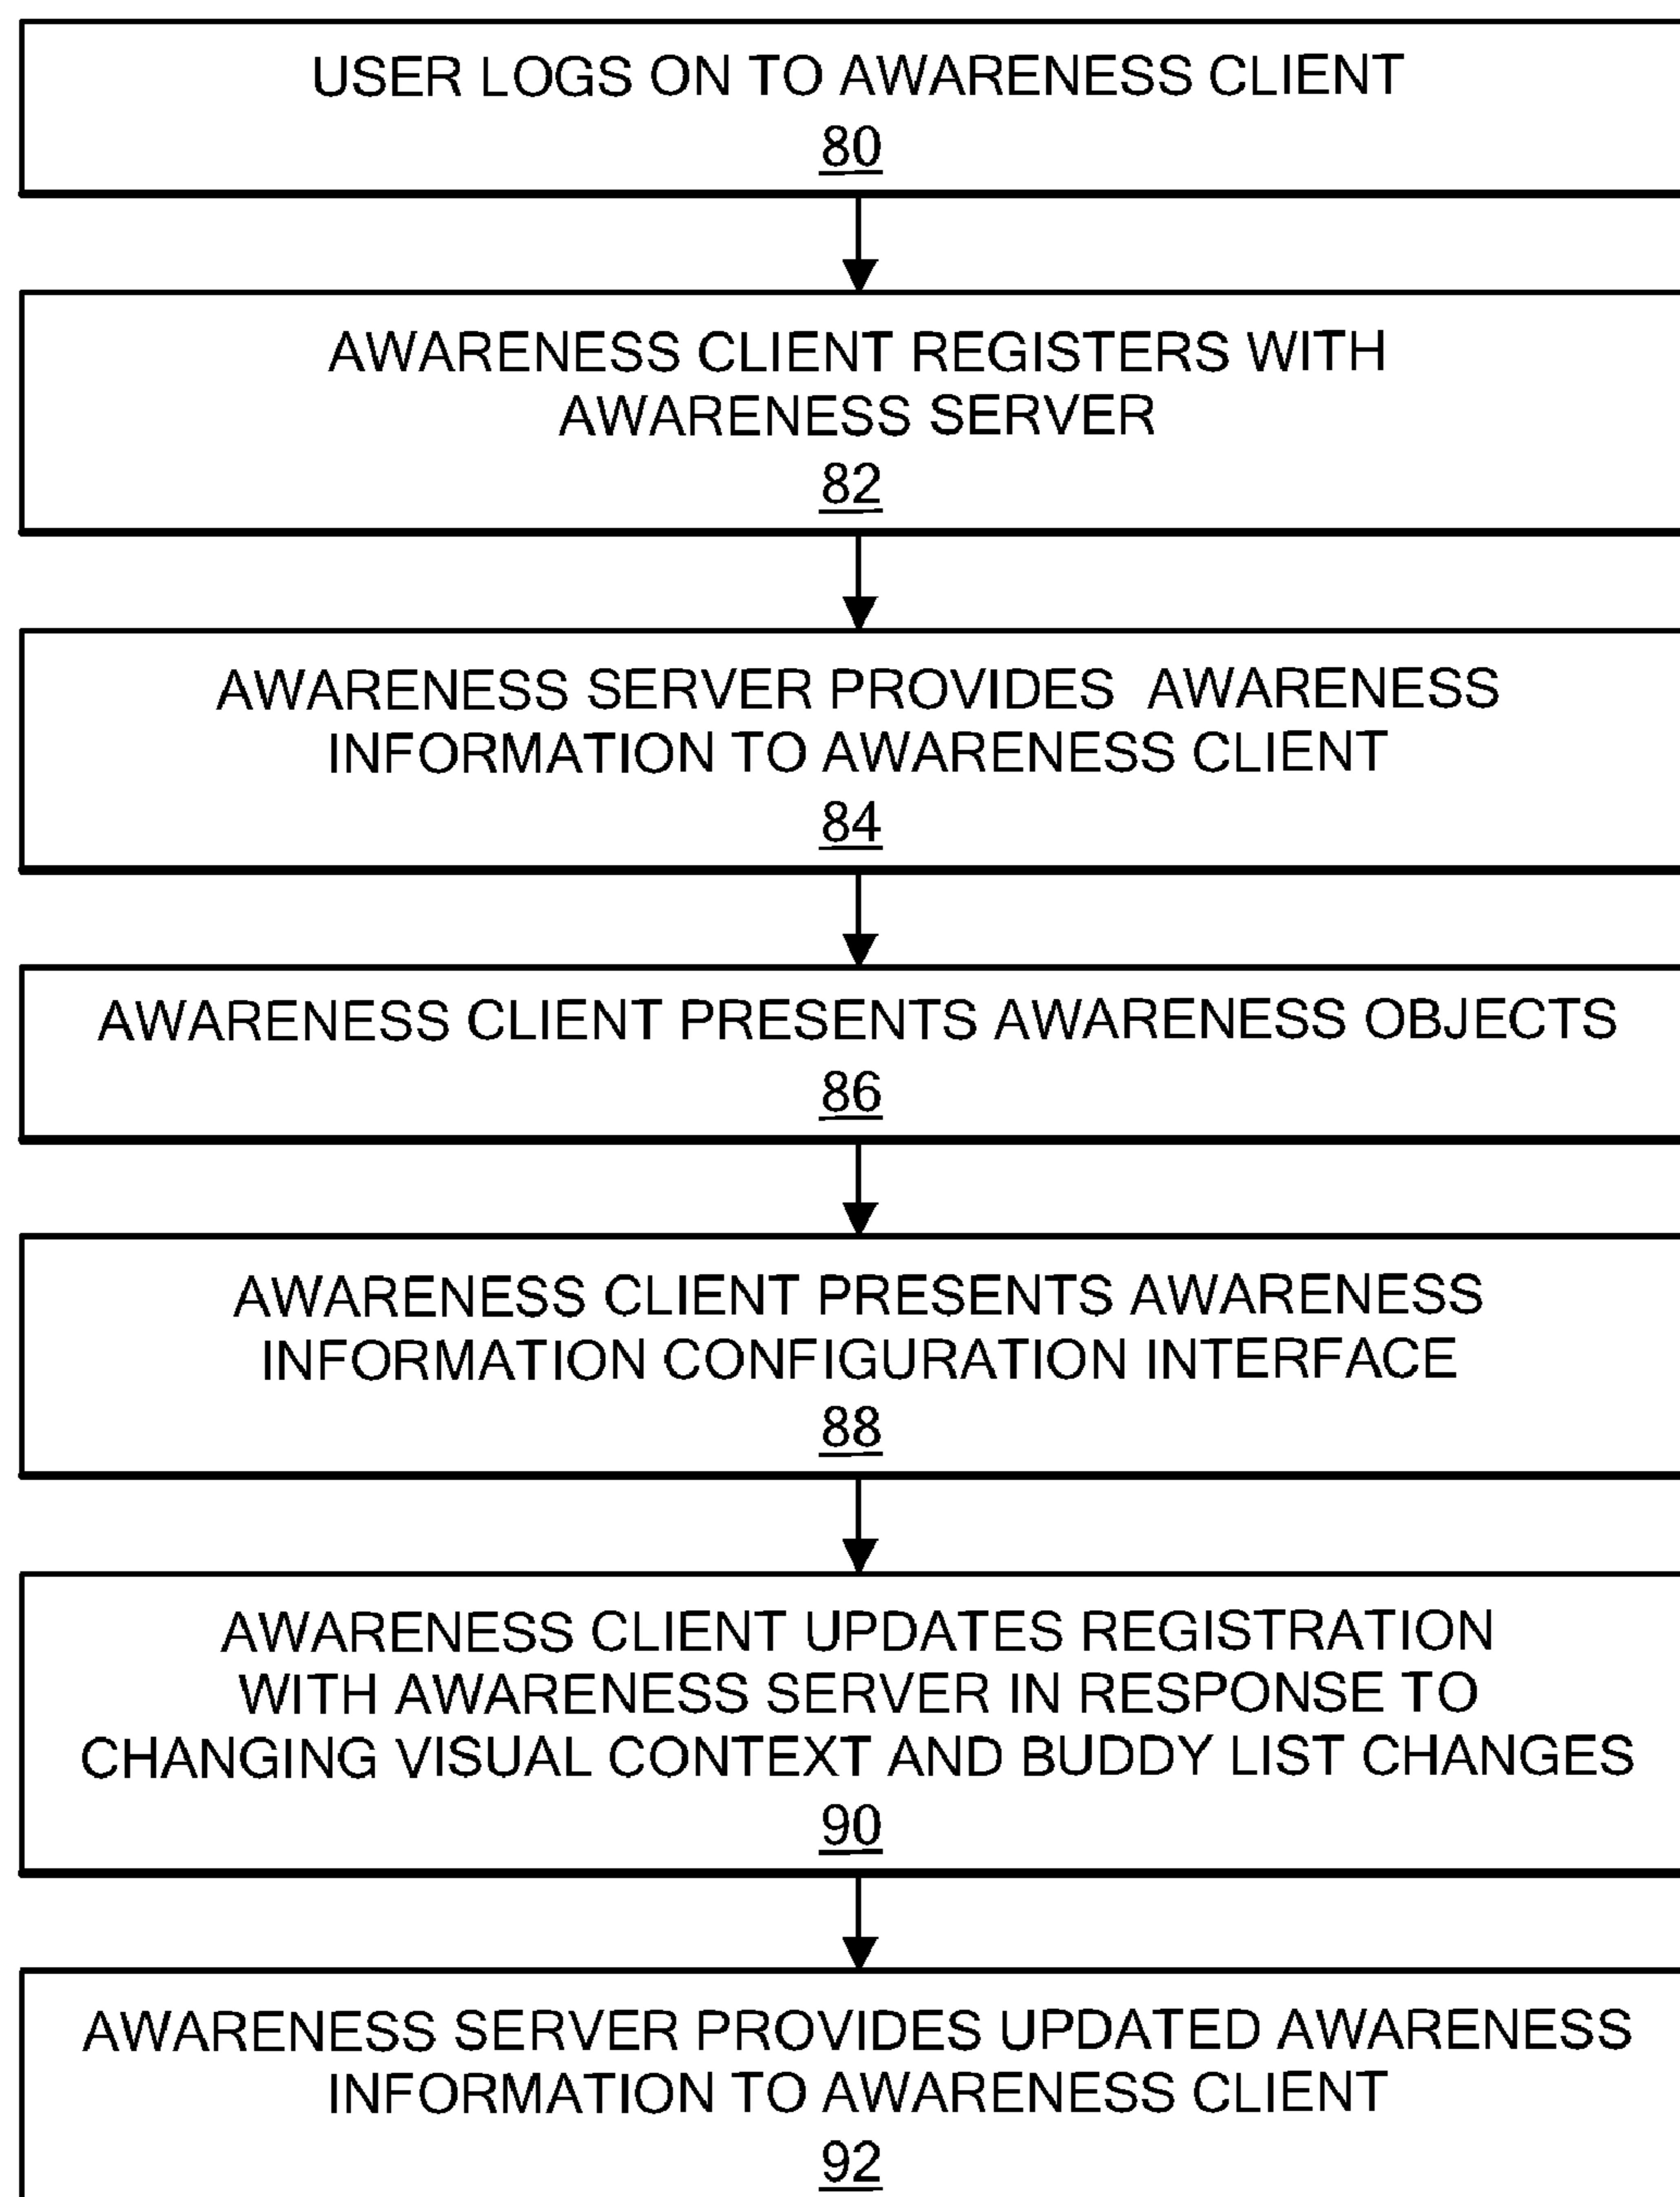 USER LOGS ON TO AWARENESS CLIENT
80
AWARENESS CLIENT REGISTERS WITH
AWARENESS SERVER
82
AWARENESS SERVER PROVIDES AWARENESS
INFORMATION TO AWARENESS CLIENT
84
AWARENESS CLIENT PRESENTS AWARENESS OBJECTS
86
AWARENESS CLIENT PRESENTS AWARENESS
INFORMATION CONFIGURATION INTERFACE
88
AWARENESS CLIENT UPDATES REGISTRATION
WITH AWARENESS SERVER IN RESPONSE TO
CHANGING VISUAL CONTEXT AND BUDDY LIST CHANGES
90
AWARENESS SERVER PROVIDES UPDATED AWARENESS
INFORMATION TO AWARENESS CLIENT
92